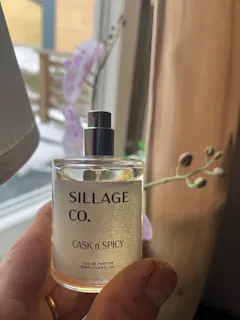 SILLAGE
CO.
CASK n SPICY
EAU DE PARFUM